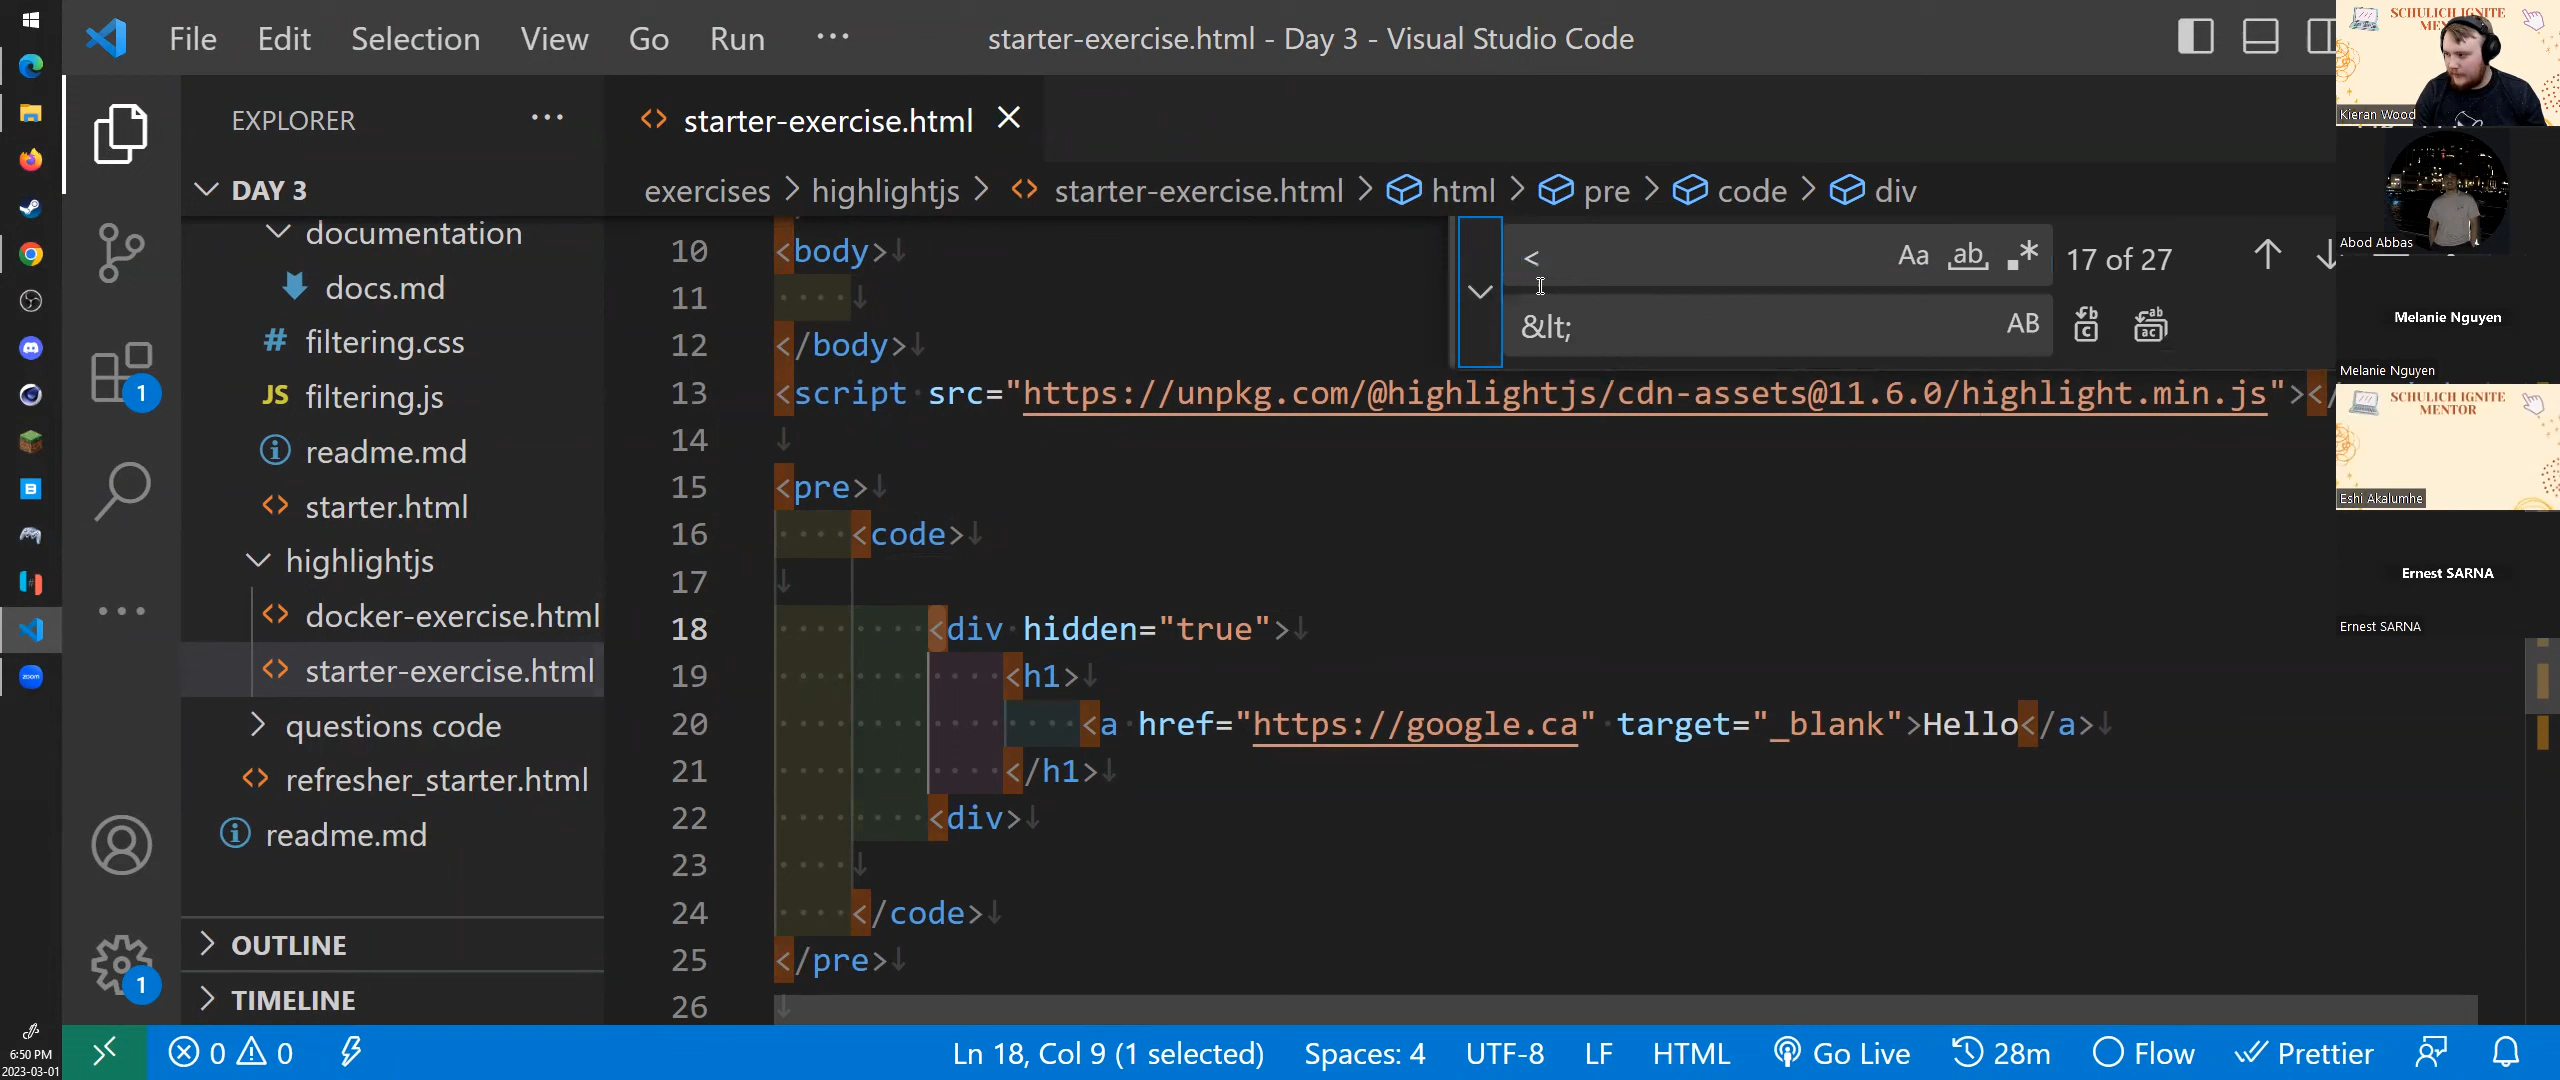 File Edit Selection View Go Run ··· starter-exercise.html - Day 3 - Visual Studio Code
EXPLORER ···
DAY 3
documentation
docs.md
filtering.css
filtering.js
readme.md
starter.html
highlightjs
docker-exercise.html
starter-exercise.html
questions code
refresher_starter.html
readme.md
OUTLINE
TIMELINE
starter-exercise.html
exercises > highlightjs > starter-exercise.html > html > pre > code > div
< Aa ab 17 of 27
&lt; AB
10 <body>
11
12 </body>
13 <script src="https://unpkg.com/@highlightjs/cdn-assets@11.6.0/highlight.min.js"></
14
15 <pre>
16 <code>
17
18 <div hidden="true">
19 <h1>
20 <a href="https://google.ca" target="_blank">Hello</a>
21 </h1>
22 <div>
23
24 </code>
25 </pre>
26
SCHULICH IGNITE
Kieran Wood
Abod Abbas
Melanie Nguyen
Melanie Nguyen
SCHULICH IGNITE
MENTOR
Eshi Akalumhe
Ernest SARNA
Ernest SARNA
1
1
6:50 PM
2023-03-01
0 0 Ln 18, Col 9 (1 selected) Spaces: 4 UTF-8 LF HTML Go Live 28m Flow Prettier